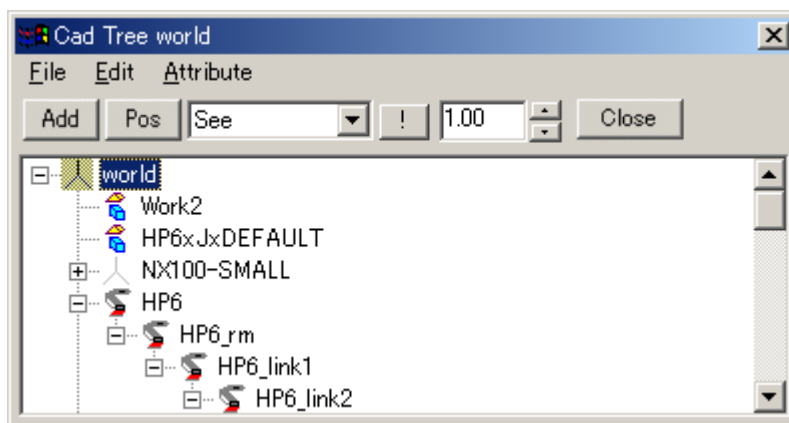 Cad Tree world
File Edit Attribute
Add Pos See ! 1.00 Close
world
Work2
HP6xJxDEFAULT
NX100-SMALL
HP6
HP6_rm
HP6_link1
HP6_link2